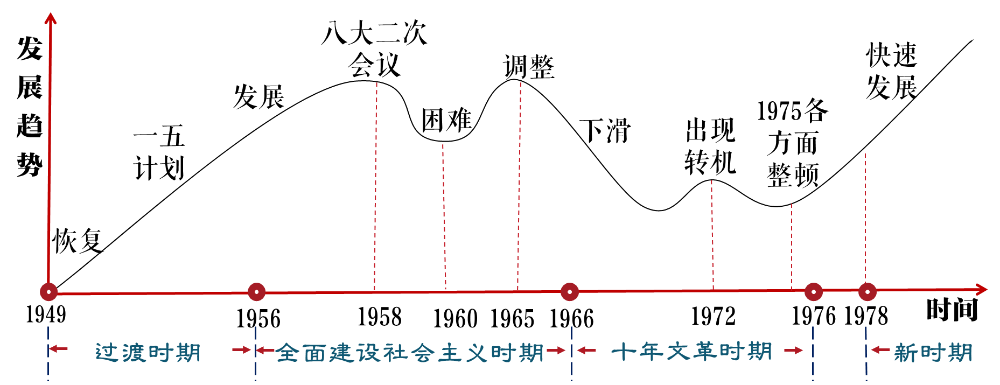 发展趋势
恢复
一五
计划
发展
八大二次
会议
困难
调整
下滑
出现
转机
1975各
方面
整顿
快速
发展
时间
1949
1956
1958
1960
1965
1966
1972
1976
1978
过渡时期
全面建设社会主义时期
十年文革时期
新时期